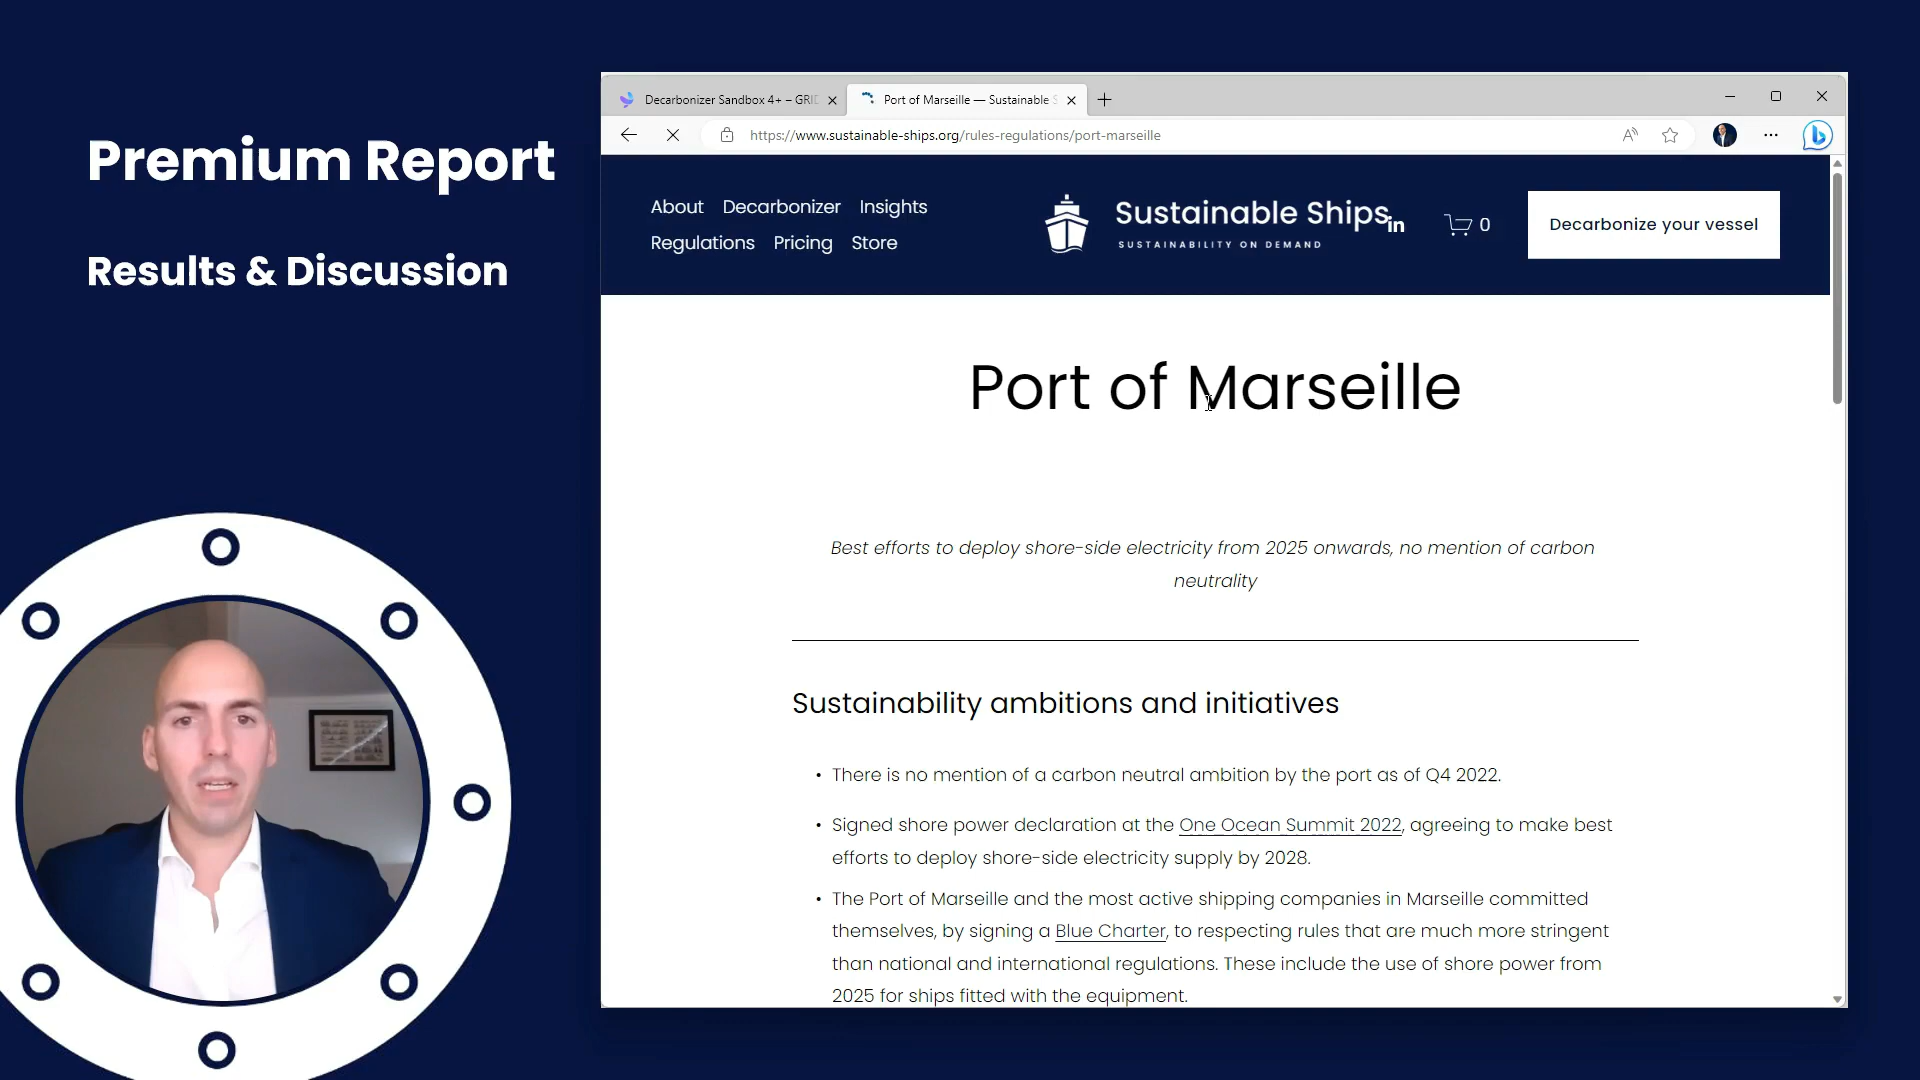 Premium Report
Results & Discussion
Decarbonizer Sandbox 4+ – GRID
Port of Marseille — Sustainable S
https://www.sustainable-ships.org/rules-regulations/port-marseille
About Decarbonizer Insights
Regulations Pricing Store
Sustainable Ships
SUSTAINABILITY ON DEMAND
in
0
Decarbonize your vessel
Port of Marseille
Best efforts to deploy shore-side electricity from 2025 onwards, no mention of carbon
neutrality
Sustainability ambitions and initiatives
• There is no mention of a carbon neutral ambition by the port as of Q4 2022.
• Signed shore power declaration at the One Ocean Summit 2022, agreeing to make best
efforts to deploy shore-side electricity supply by 2028.
• The Port of Marseille and the most active shipping companies in Marseille committed
themselves, by signing a Blue Charter, to respecting rules that are much more stringent
than national and international regulations. These include the use of shore power from
2025 for ships fitted with the equipment.